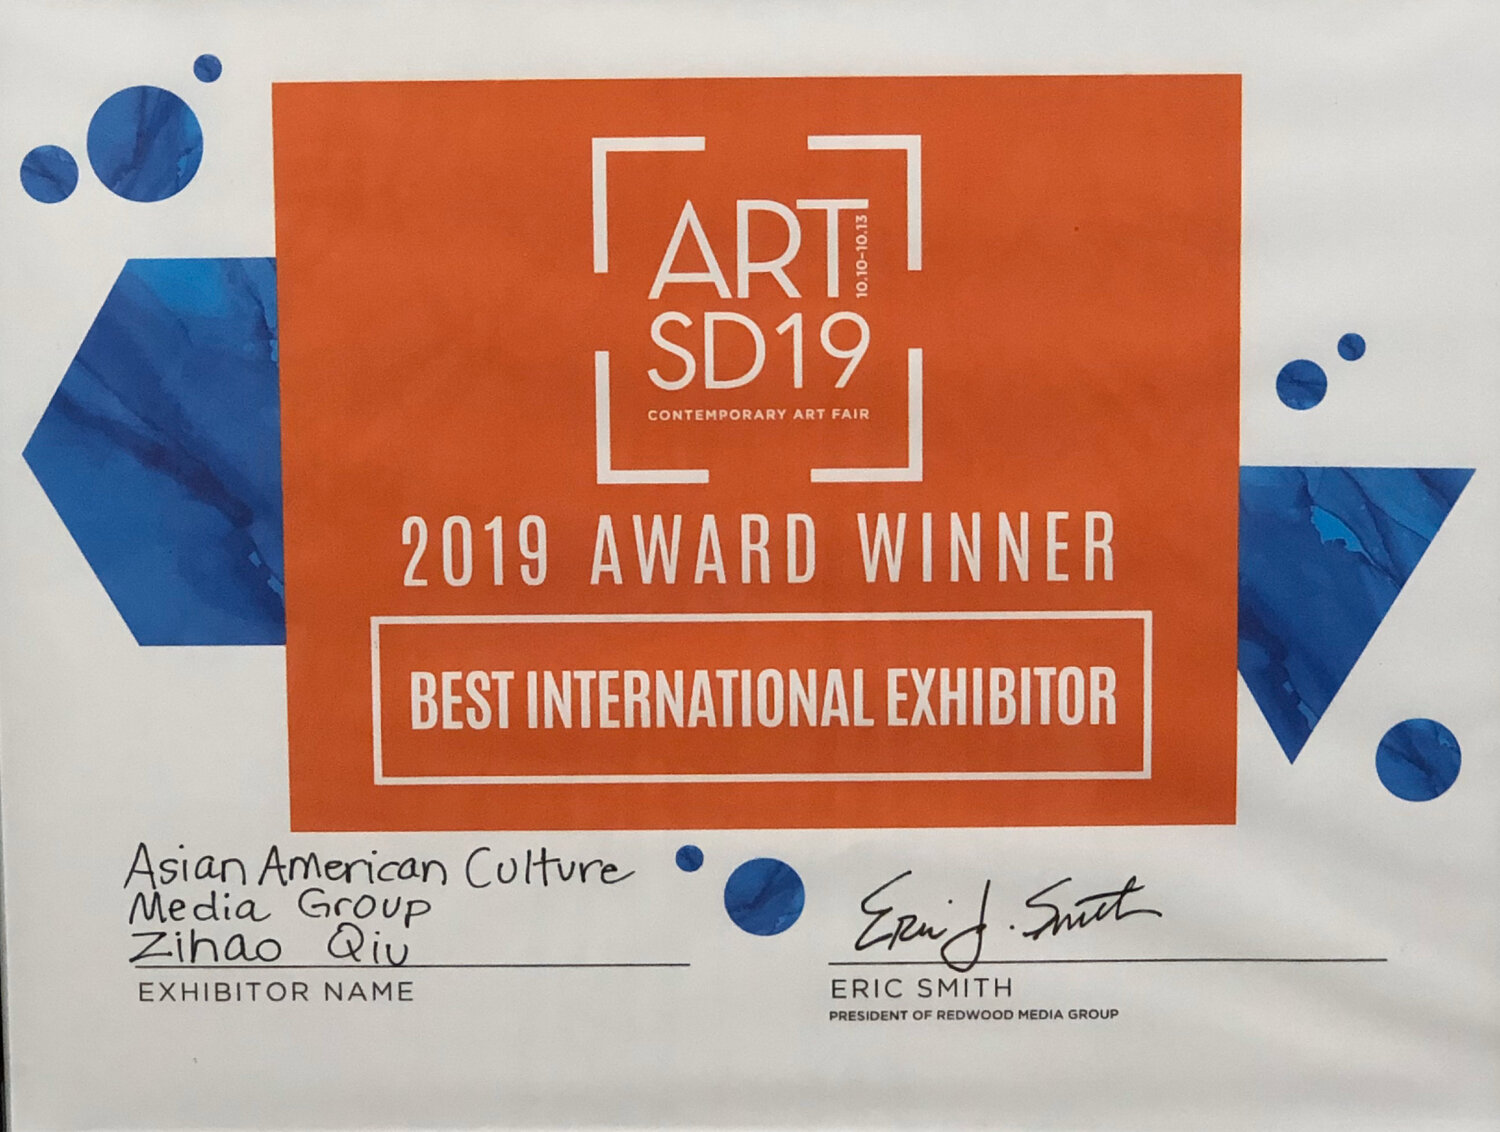 ART
10.10-10.13
SD19
CONTEMPORARY ART FAIR
2019 AWARD WINNER
BEST INTERNATIONAL EXHIBITOR
Asian American Culture
Media Group
Zihao Qiu
EXHIBITOR NAME
Eric J. Smith
ERIC SMITH
PRESIDENT OF REDWOOD MEDIA GROUP